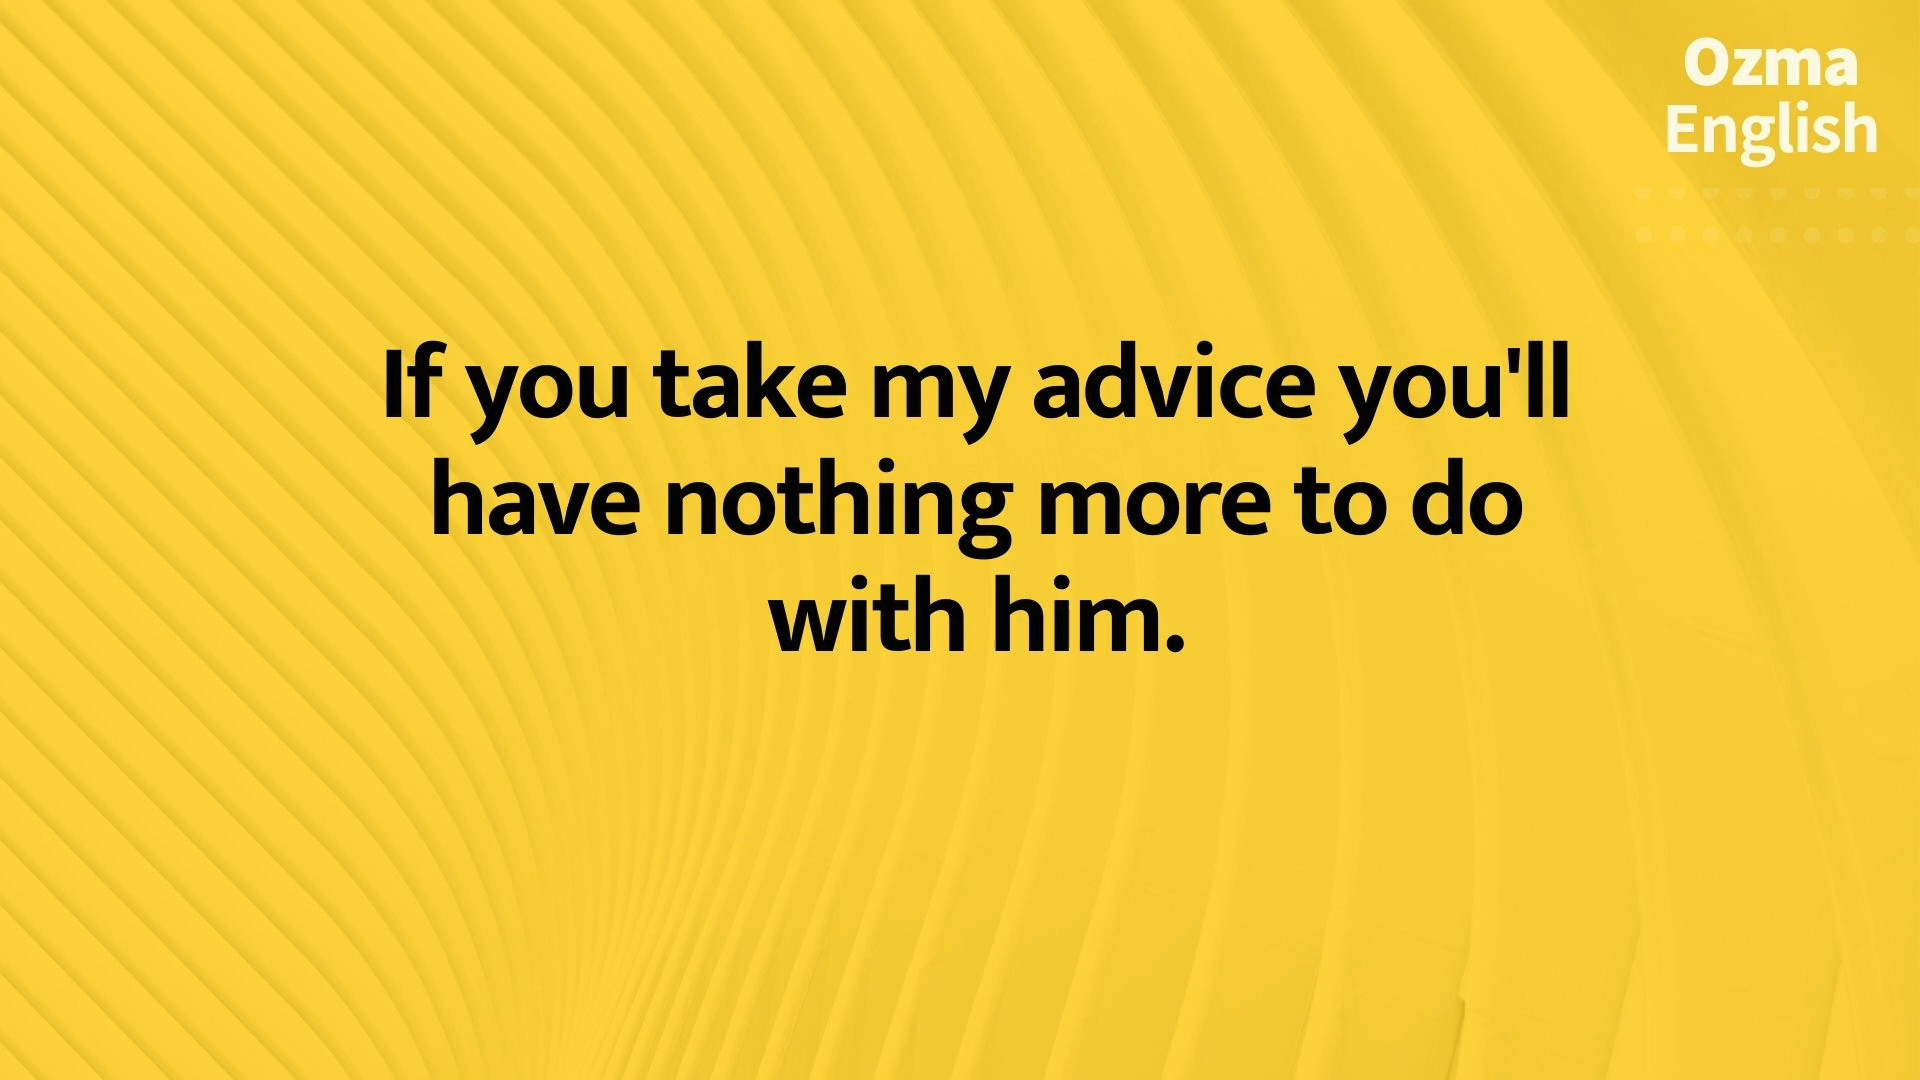 Ozma
English
If you take my advice you'll
have nothing more to do
with him.